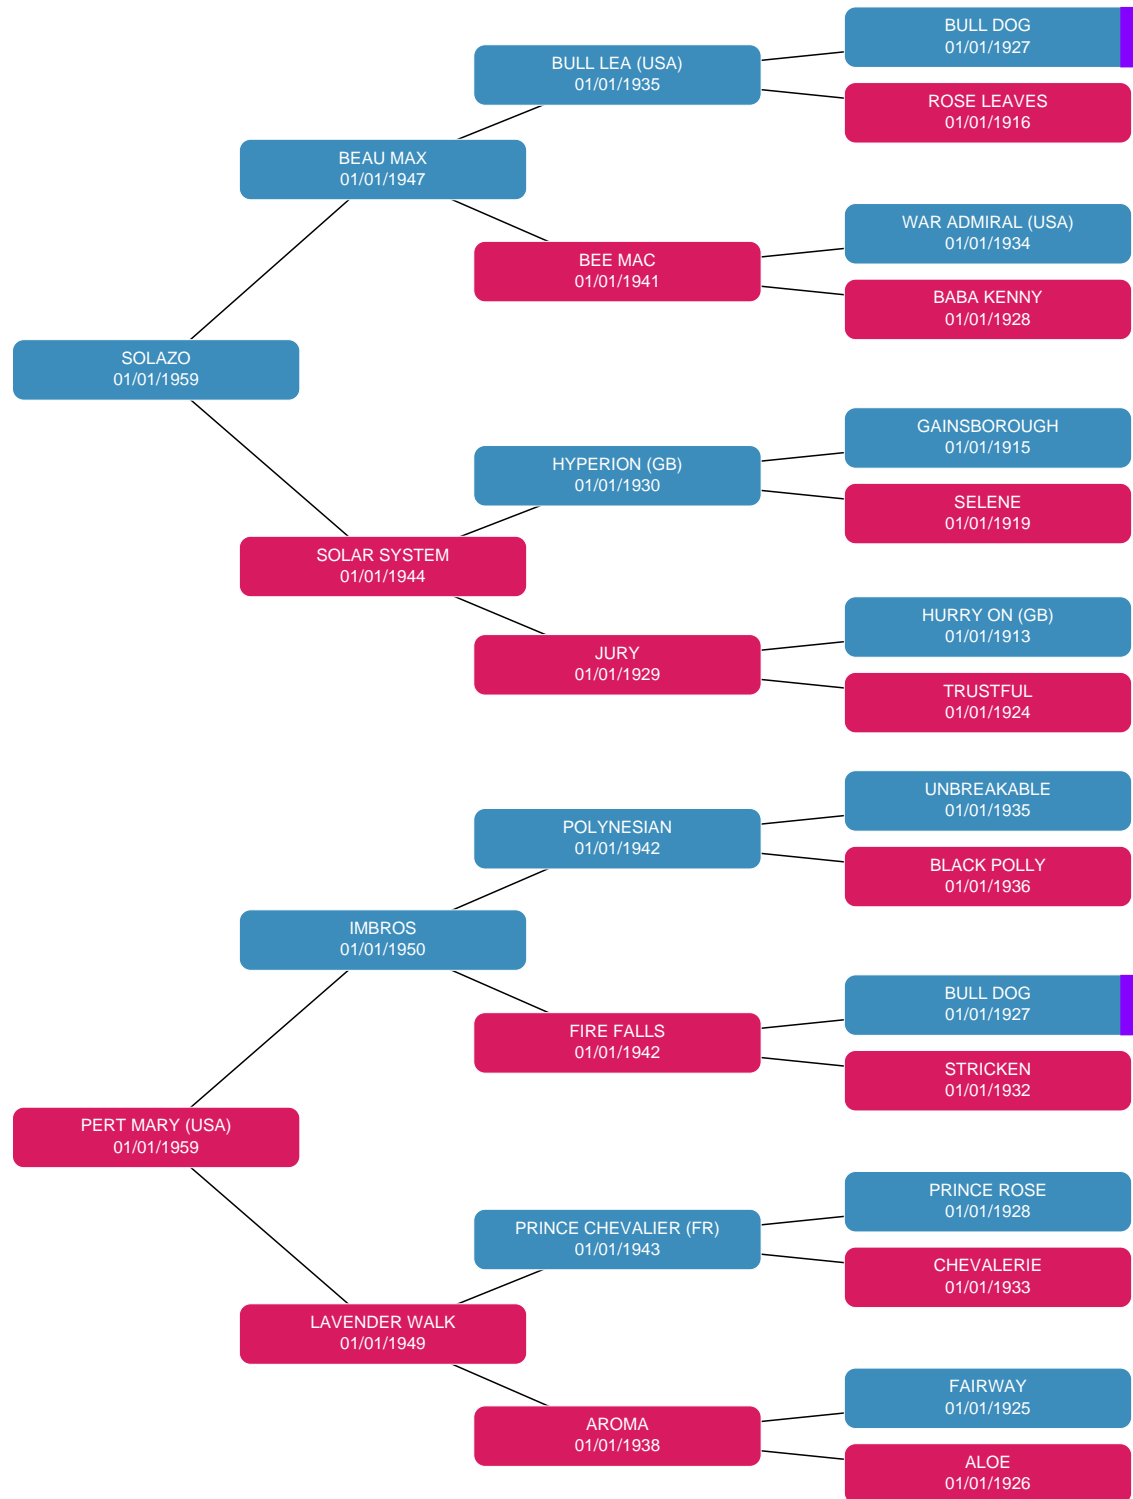 BULL DOG
01/01/1927
BULL LEA (USA)
01/01/1935
ROSE LEAVES
01/01/1916
BEAU MAX
01/01/1947
WAR ADMIRAL (USA)
01/01/1934
BEE MAC
01/01/1941
BABA KENNY
01/01/1928
SOLAZO
01/01/1959
GAINSBOROUGH
01/01/1915
HYPERION (GB)
01/01/1930
SELENE
01/01/1919
SOLAR SYSTEM
01/01/1944
HURRY ON (GB)
01/01/1913
JURY
01/01/1929
TRUSTFUL
01/01/1924
UNBREAKABLE
01/01/1935
POLYNESIAN
01/01/1942
BLACK POLLY
01/01/1936
IMBROS
01/01/1950
BULL DOG
01/01/1927
FIRE FALLS
01/01/1942
STRICKEN
01/01/1932
PERT MARY (USA)
01/01/1959
PRINCE ROSE
01/01/1928
PRINCE CHEVALIER (FR)
01/01/1943
CHEVALERIE
01/01/1933
LAVENDER WALK
01/01/1949
FAIRWAY
01/01/1925
AROMA
01/01/1938
ALOE
01/01/1926